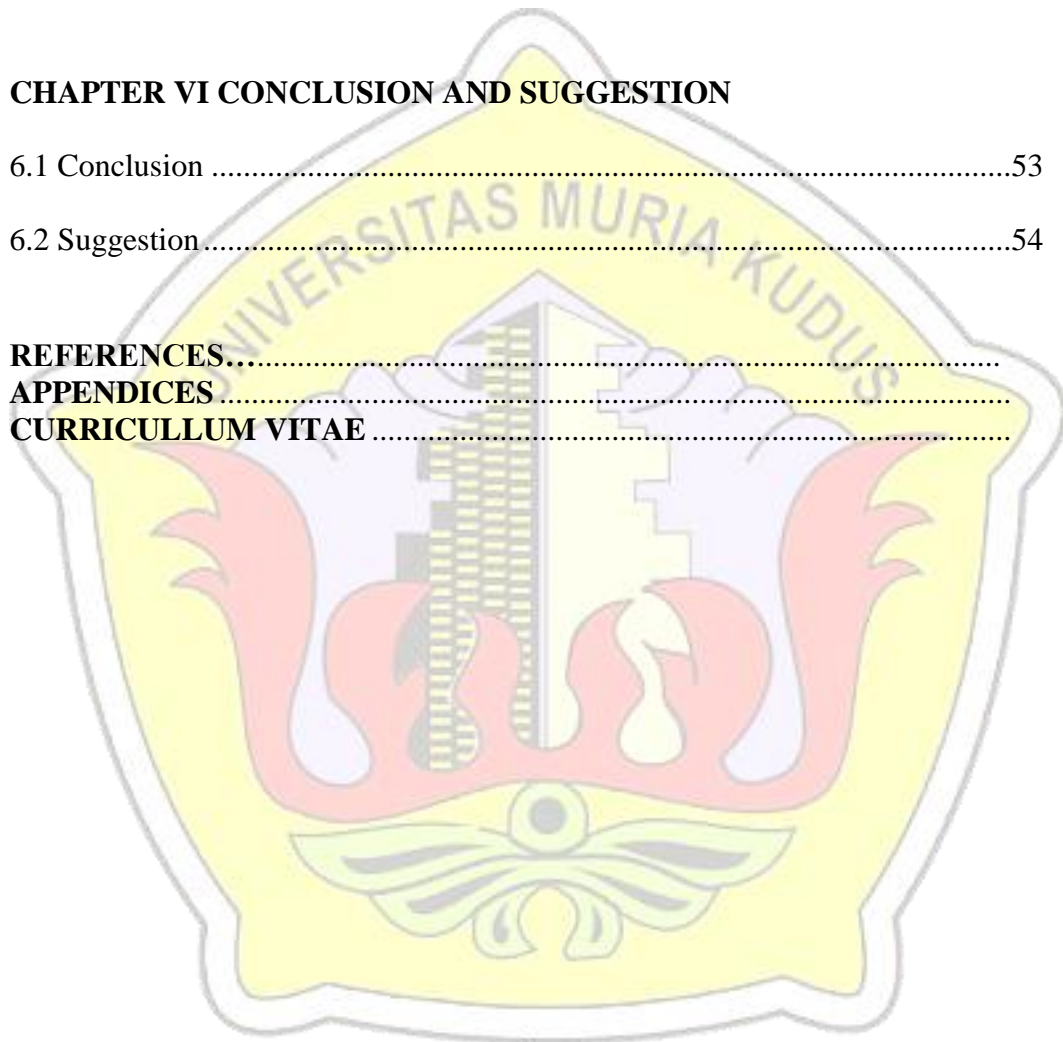 CHAPTER VI CONCLUSION AND SUGGESTION
6.1 Conclusion ....................................................................................................53
6.2 Suggestion.....................................................................................................54
UNIVERSITAS MURIA KUDUS
REFERENCES…............................................................................................
APPENDICES ..................................................................................................
CURRICULLUM VITAE ...............................................................................